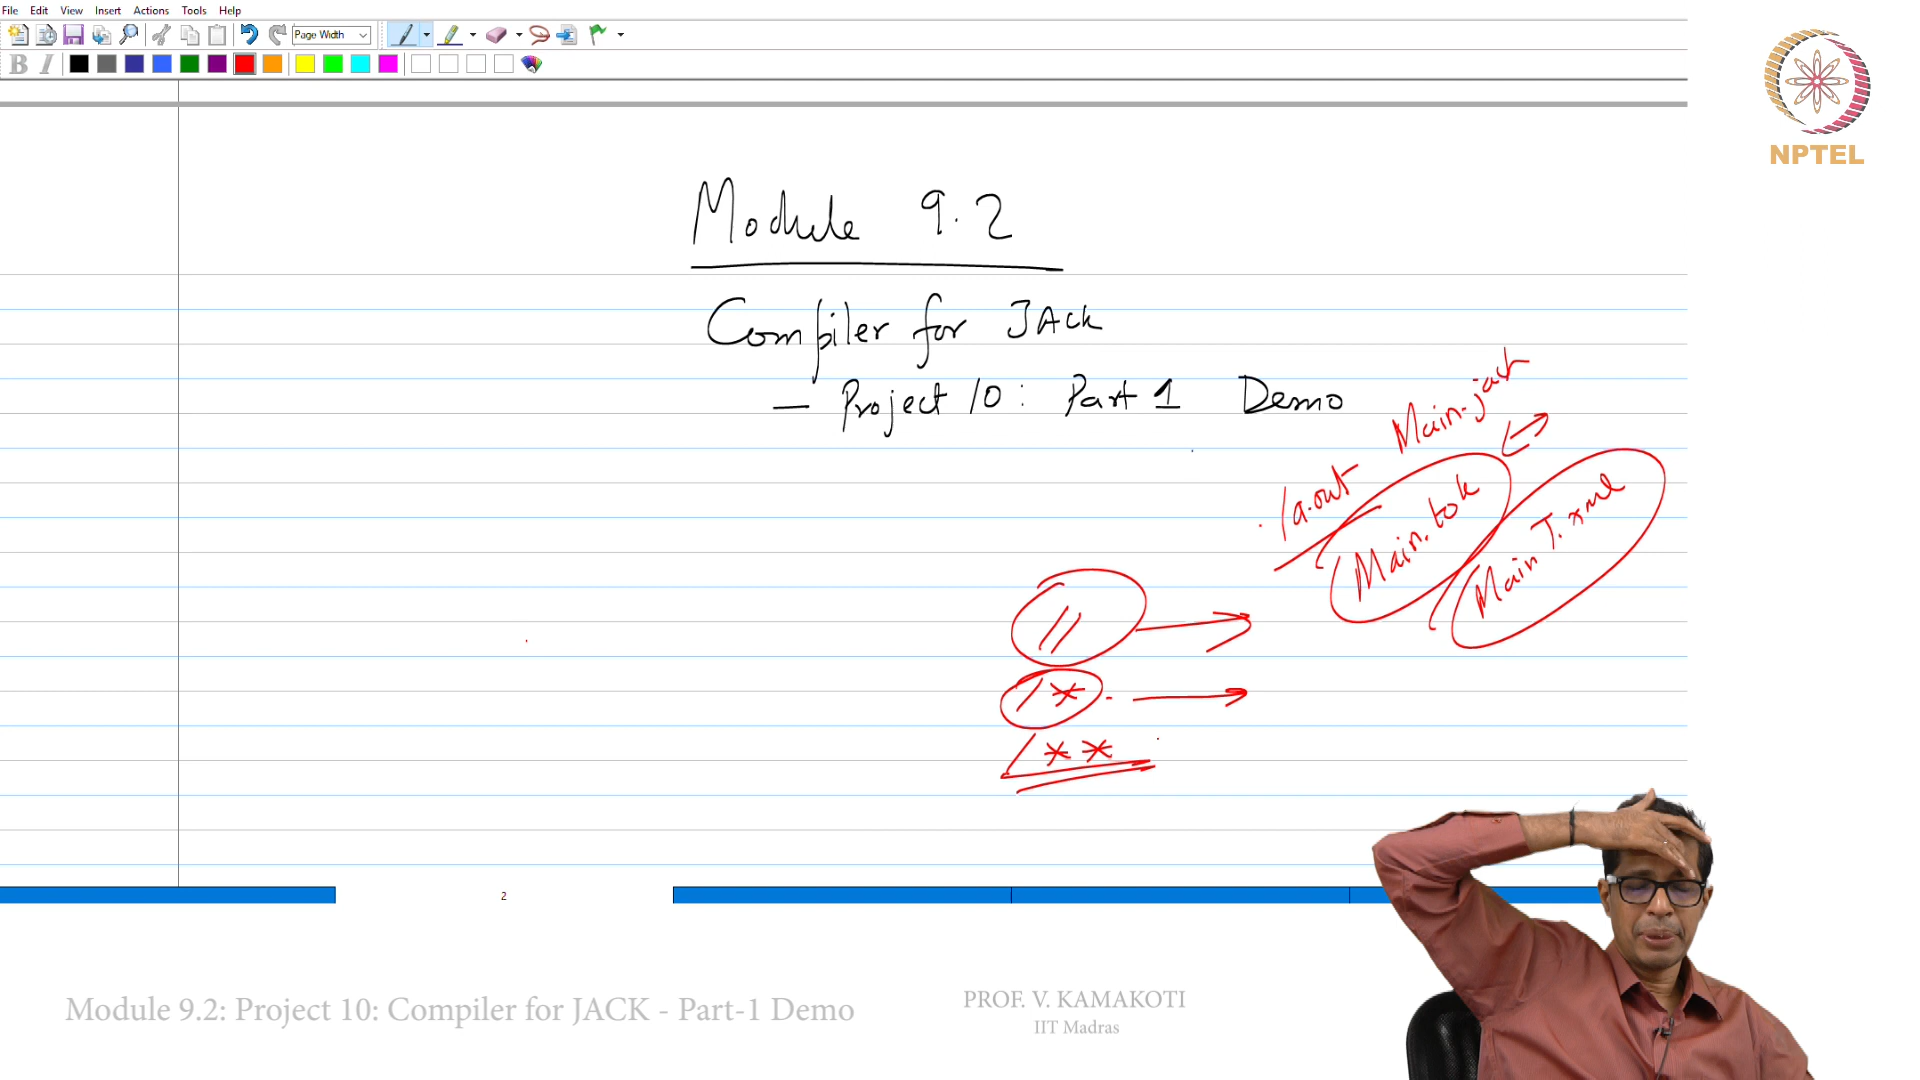 File Edit View Insert Actions Tools Help
Page Width
B I
NPTEL
Module 9.2
Compiler for JACK
— Project 10: Part 1 Demo
./a.out Main.jack
Main.tok
MainT.xml
//
/*
/**
2
Module 9.2: Project 10: Compiler for JACK - Part-1 Demo
PROF. V. KAMAKOTI
IIT Madras